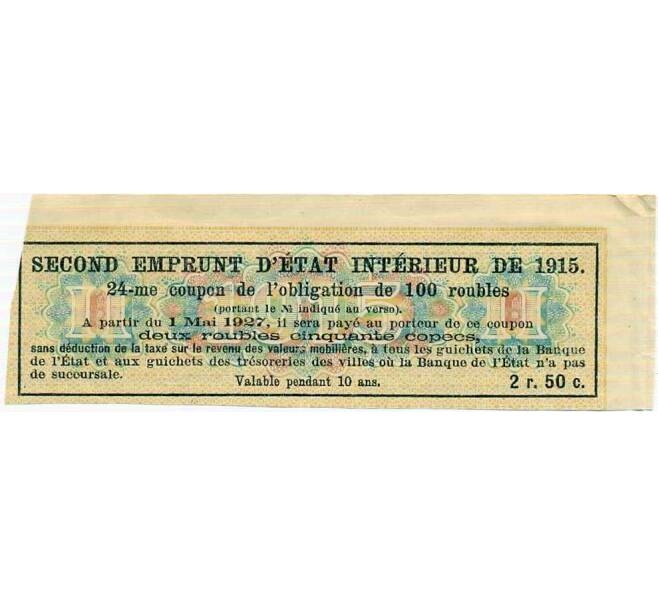 SECOND EMPRUNT D'ÉTAT INTÉRIEUR DE 1915.
24-me coupon de l'obligation de 100 roubles
(portant le № indiqué au verso).
A partir du 1 Mai 1927, il sera payé au porteur de ce coupon
deux roubles cinquante copecs,
sans déduction de la taxe sur le revenu des valeurs mobilières, à tous les guichets de la Banque
de l'État et aux guichets des trésoreries des villes où la Banque de l'État n'a pas
de succursale.
Valable pendant 10 ans.
2 r. 50 c.